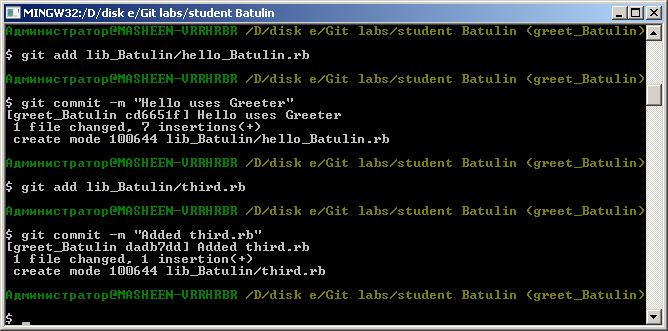 MINGW32:/D/disk e/Git labs/student Batulin
Администратор@MASHEEN-VRRHRBR /D/disk e/Git labs/student Batulin (greet_Batulin)
$ git add lib_Batulin/hello_Batulin.rb
Администратор@MASHEEN-VRRHRBR /D/disk e/Git labs/student Batulin (greet_Batulin)
$ git commit -m "Hello uses Greeter"
[greet_Batulin cd6651f] Hello uses Greeter
1 file changed, 7 insertions(+)
create mode 100644 lib_Batulin/hello_Batulin.rb
Администратор@MASHEEN-VRRHRBR /D/disk e/Git labs/student Batulin (greet_Batulin)
$ git add lib_Batulin/third.rb
Администратор@MASHEEN-VRRHRBR /D/disk e/Git labs/student Batulin (greet_Batulin)
$ git commit -m "Added third.rb"
[greet_Batulin dadb7dd] Added third.rb
1 file changed, 1 insertion(+)
create mode 100644 lib_Batulin/third.rb
Администратор@MASHEEN-VRRHRBR /D/disk e/Git labs/student Batulin (greet_Batulin)
$ _